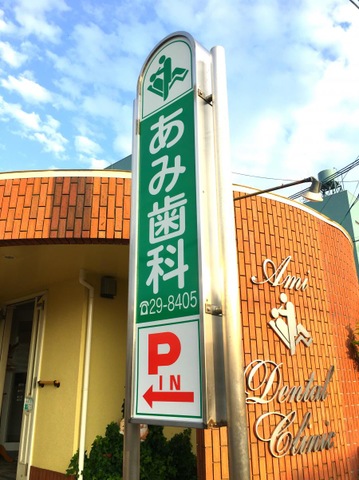 あみ歯科
☎29-8405
P
IN
Ami
Dental
Clinic